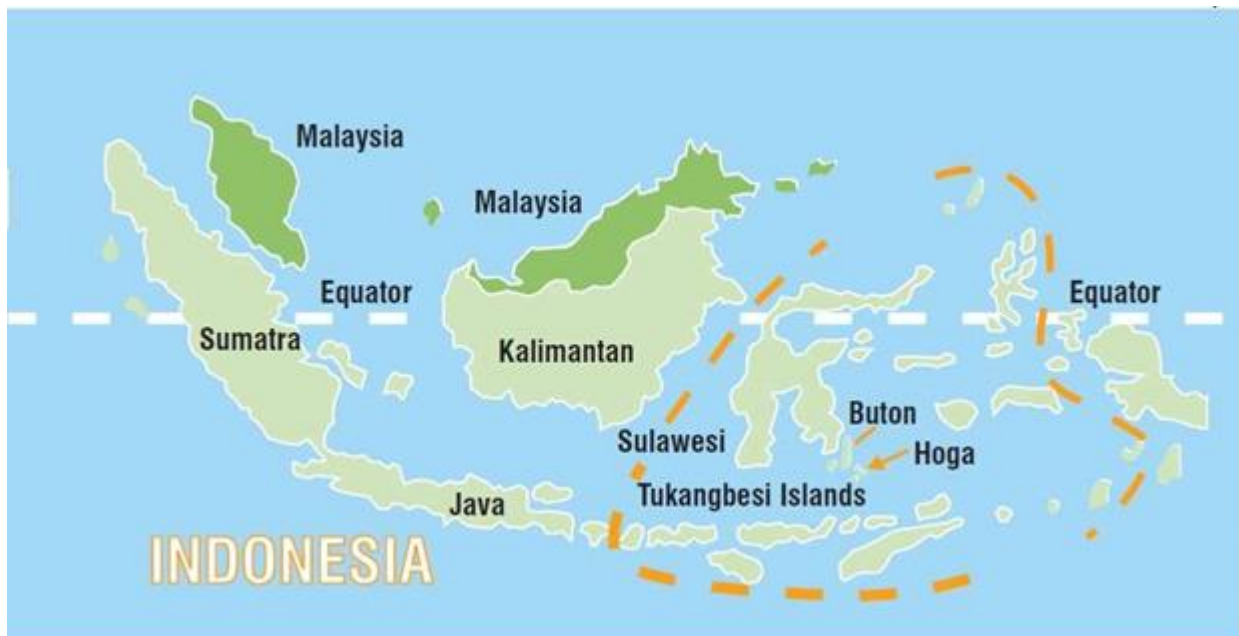 Malaysia
Malaysia
Equator
Equator
Sumatra
Kalimantan
Buton
Sulawesi
Hoga
Tukangbesi Islands
Java
INDONESIA